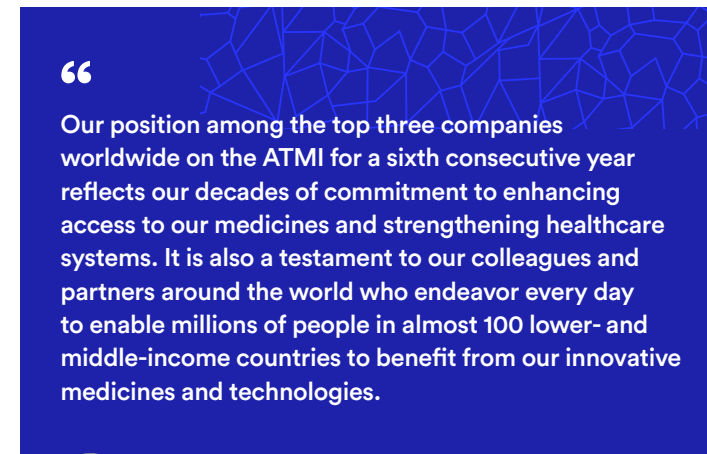 “
Our position among the top three companies
worldwide on the ATMI for a sixth consecutive year
reflects our decades of commitment to enhancing
access to our medicines and strengthening healthcare
systems. It is also a testament to our colleagues and
partners around the world who endeavor every day
to enable millions of people in almost 100 lower- and
middle-income countries to benefit from our innovative
medicines and technologies.